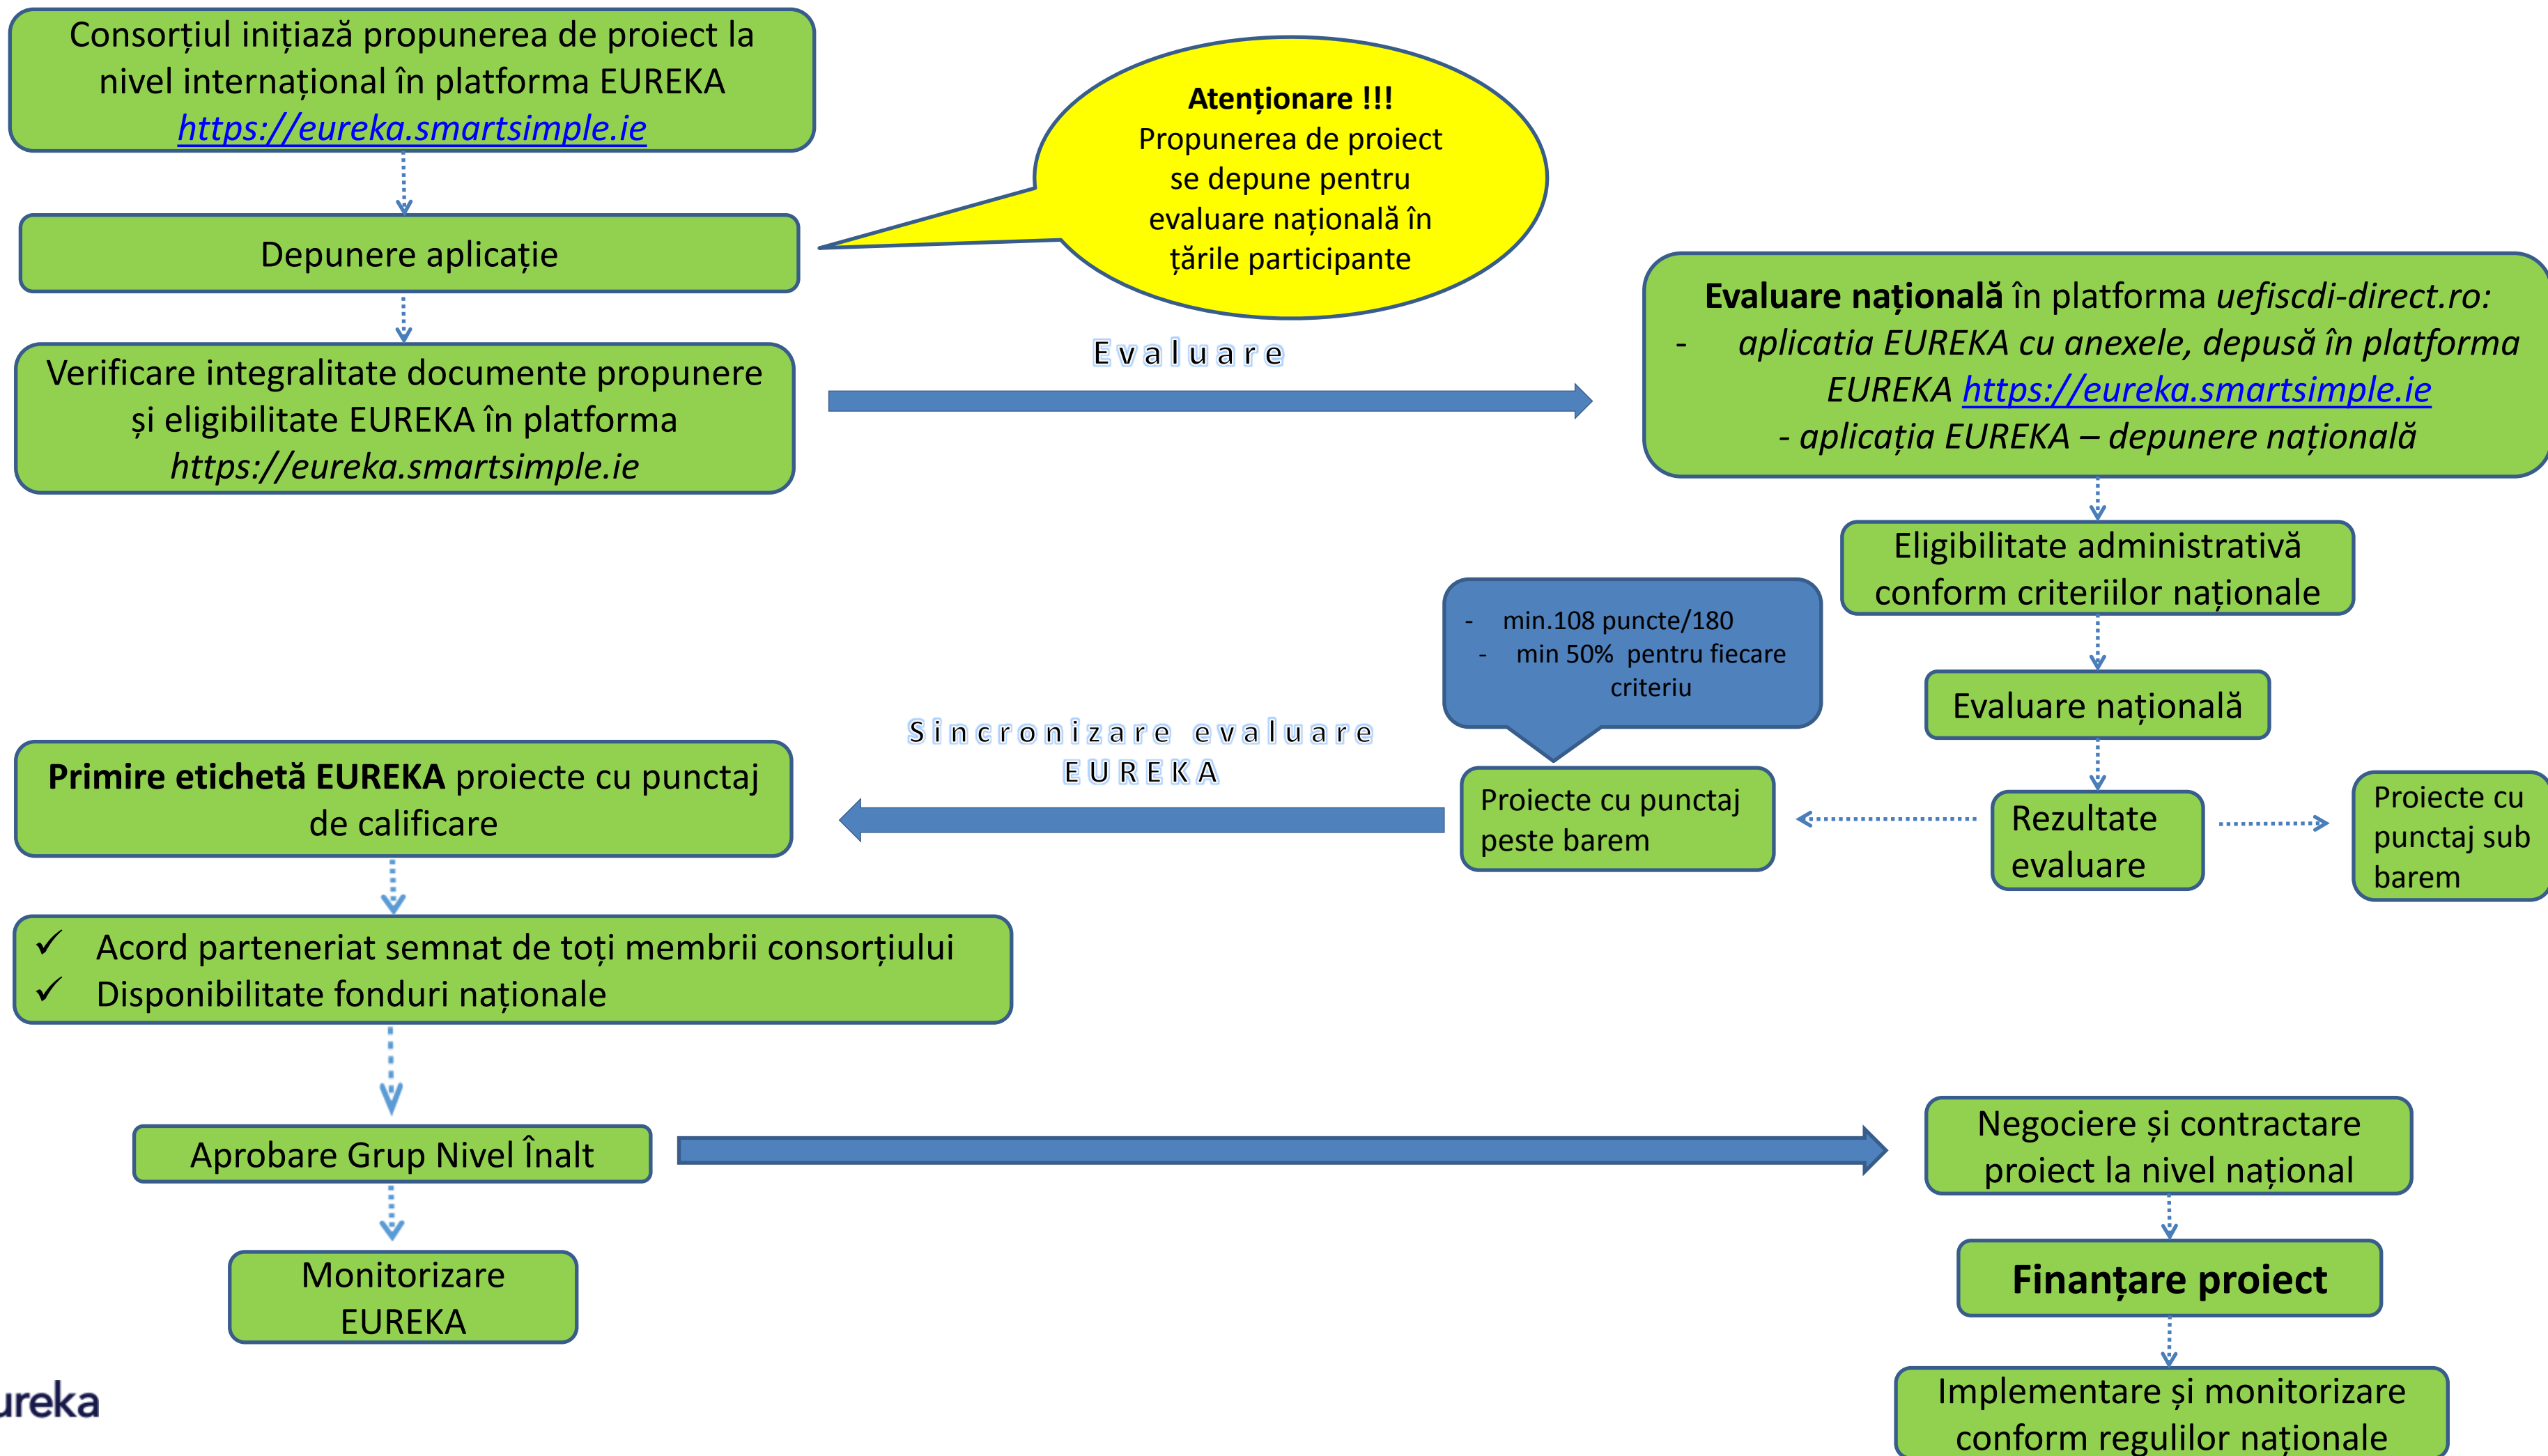 Consorțiul inițiază propunerea de proiect la
nivel internațional în platforma EUREKA
https://eureka.smartsimple.ie
Depunere aplicație
Verificare integralitate documente propunere
și eligibilitate EUREKA în platforma
https://eureka.smartsimple.ie
Atenționare !!!
Propunerea de proiect
se depune pentru
evaluare națională în
țările participante
Evaluare
Evaluare națională în platforma uefiscdi-direct.ro:
- aplicatia EUREKA cu anexele, depusă în platforma
EUREKA https://eureka.smartsimple.ie
- aplicația EUREKA – depunere națională
Eligibilitate administrativă
conform criteriilor naționale
Evaluare națională
Rezultate
evaluare
Proiecte cu
punctaj sub
barem
- min.108 puncte/180
- min 50% pentru fiecare
criteriu
Proiecte cu punctaj
peste barem
Sincronizare evaluare
EUREKA
Primire etichetă EUREKA proiecte cu punctaj
de calificare
✓ Acord parteneriat semnat de toți membrii consorțiului
✓ Disponibilitate fonduri naționale
Aprobare Grup Nivel Înalt
Monitorizare
EUREKA
Negociere și contractare
proiect la nivel național
Finanțare proiect
Implementare și monitorizare
conform regulilor naționale
ureka